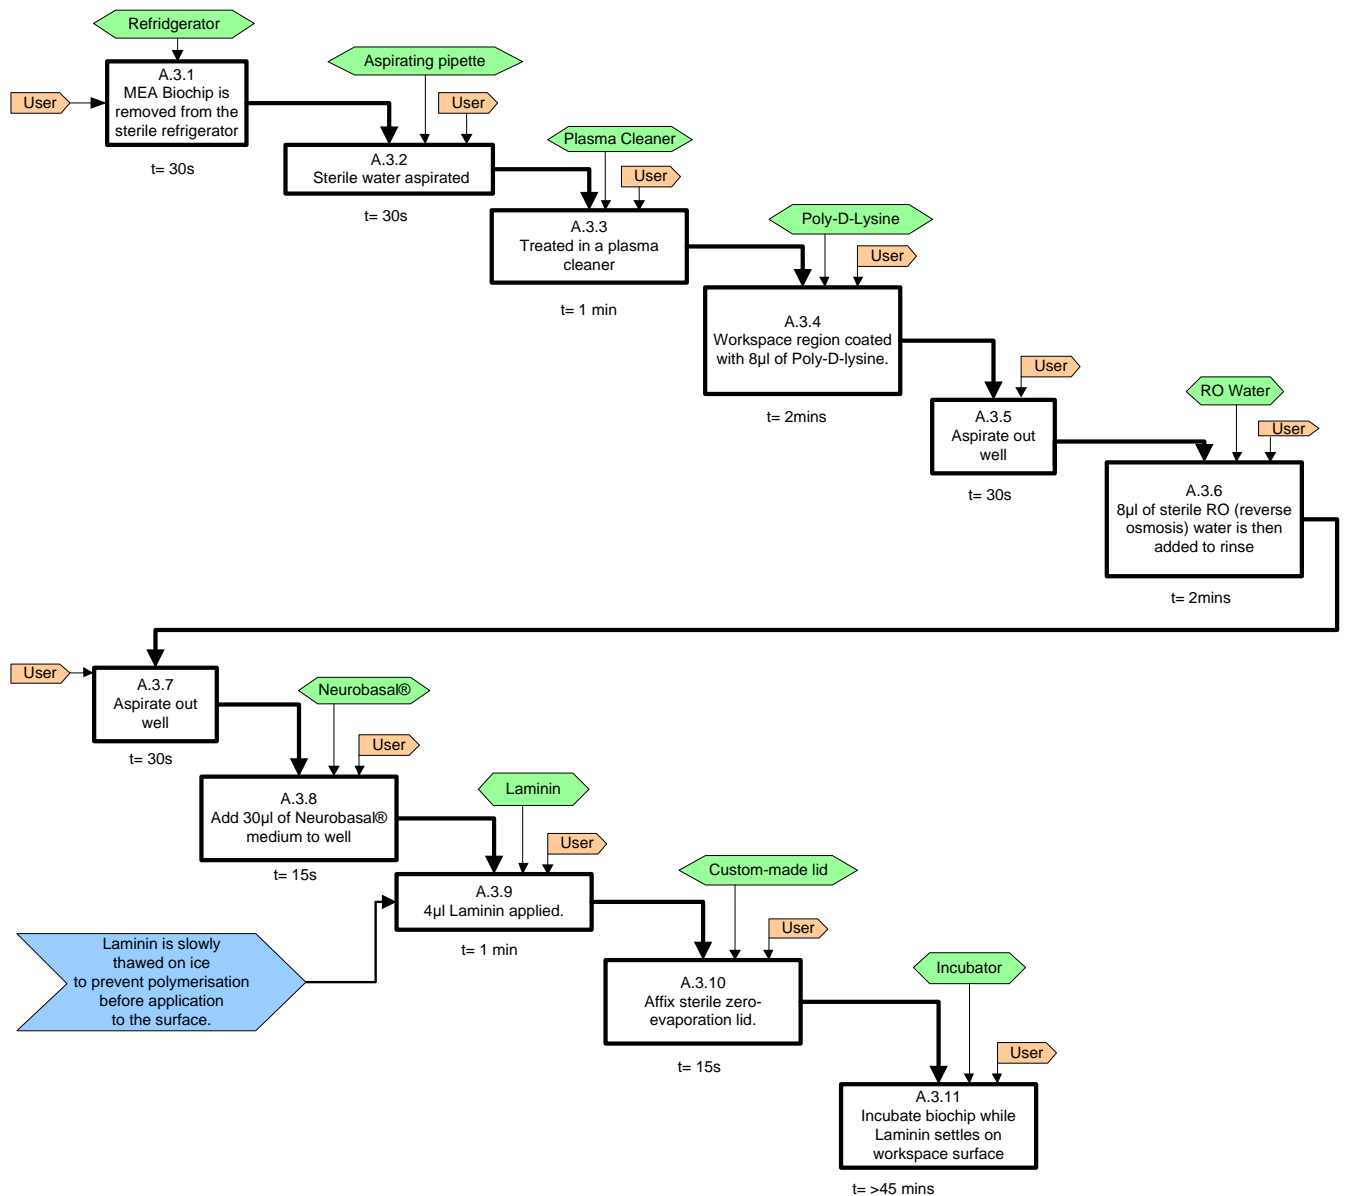 Refridgerator
User
A.3.1
MEA Biochip is
removed from the
sterile refrigerator
t= 30s
Aspirating pipette
User
A.3.2
Sterile water aspirated
t= 30s
Plasma Cleaner
User
A.3.3
Treated in a plasma
cleaner
t= 1 min
Poly-D-Lysine
User
A.3.4
Workspace region coated
with 8µl of Poly-D-lysine.
t= 2mins
User
A.3.5
Aspirate out
well
t= 30s
RO Water
User
A.3.6
8µl of sterile RO (reverse
osmosis) water is then
added to rinse
t= 2mins
User
A.3.7
Aspirate out
well
t= 30s
Neurobasal®
User
A.3.8
Add 30µl of Neurobasal®
medium to well
t= 15s
Laminin
User
A.3.9
4µl Laminin applied.
t= 1 min
Laminin is slowly
thawed on ice
to prevent polymerisation
before application
to the surface.
Custom-made lid
User
A.3.10
Affix sterile zero-
evaporation lid.
t= 15s
Incubator
User
A.3.11
Incubate biochip while
Laminin settles on
workspace surface
t= >45 mins